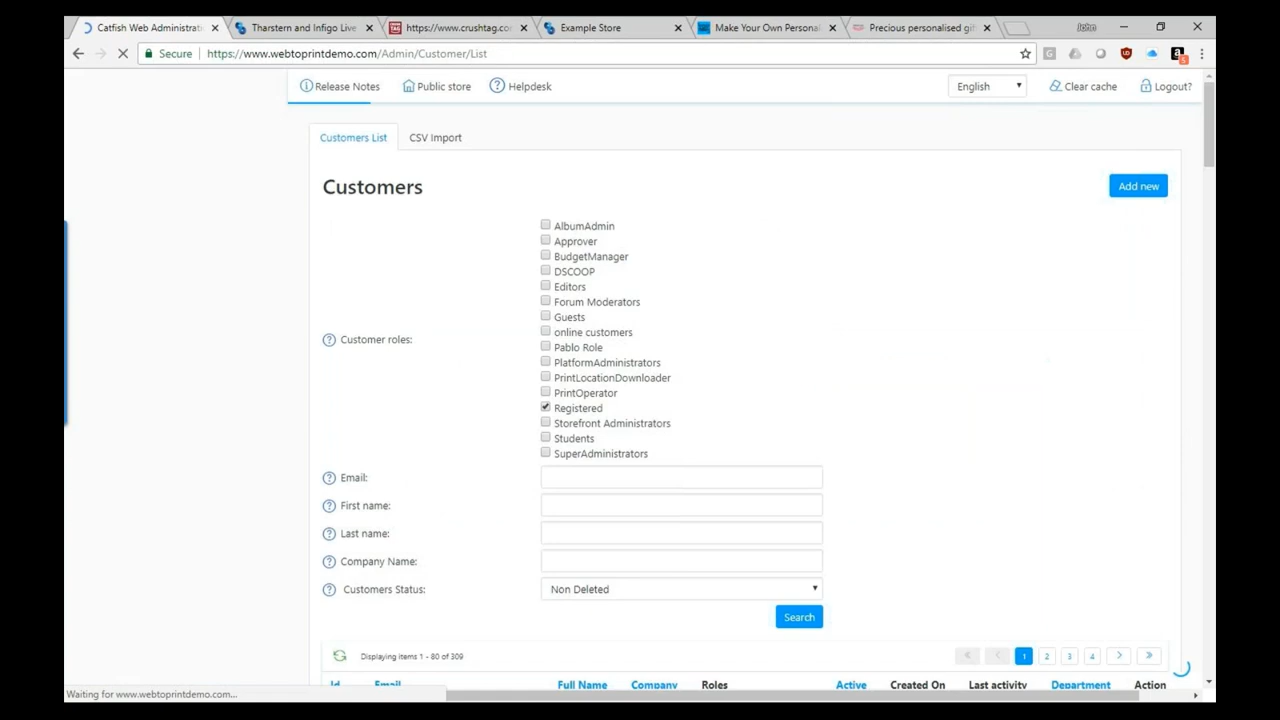 Catfish Web Administrati
Tharstern and Infigo Live
https://www.crushtag.co
Example Store
Make Your Own Personal
Precious personalised gi
John
Secure
https://www.webtoprintdemo.com/Admin/Customer/List
Release Notes
Public store
Helpdesk
English
Clear cache
Logout?
Customers List
CSV Import
Customers
Add new
AlbumAdmin
Approver
BudgetManager
DSCOOP
Editors
Forum Moderators
Guests
online customers
Pablo Role
Customer roles:
PlatformAdministrators
PrintLocationDownloader
PrintOperator
Registered
Storefront Administrators
Students
SuperAdministrators
Email:
First name:
Last name:
Company Name:
Customers Status:
Non Deleted
Search
Displaying items 1 - 80 of 309
1 2 3 4
Id Email Full Name Company Roles Active Created On Last activity Department Action
Waiting for www.webtoprintdemo.com...